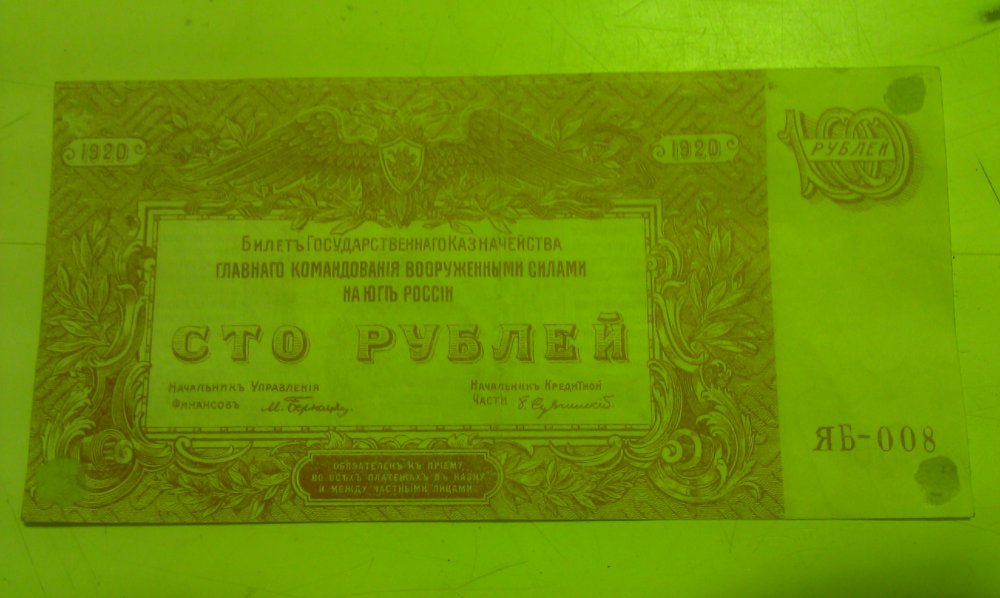 1920
1920
100
РУБЛЕЙ
БИЛЕТЪ ГОСУДАРСТВЕННАГО КАЗНАЧЕЙСТВА
ГЛАВНАГО КОМАНДОВАНІЯ ВООРУЖЕННЫМИ СИЛАМИ
НА ЮГѢ РОССІИ
СТО РУБЛЕЙ
НАЧАЛЬНИКЪ УПРАВЛЕНІЯ
ФИНАНСОВЪ
НАЧАЛЬНИКЪ КРЕДИТНОЙ
ЧАСТИ
ЯБ-008
ОБЯЗАТЕЛЕНЪ КЪ ПРІЕМУ
ВО ВСѢХЪ ПЛАТЕЖАХЪ ВЪ КАЗНУ
И МЕЖДУ ЧАСТНЫМИ ЛИЦАМИ